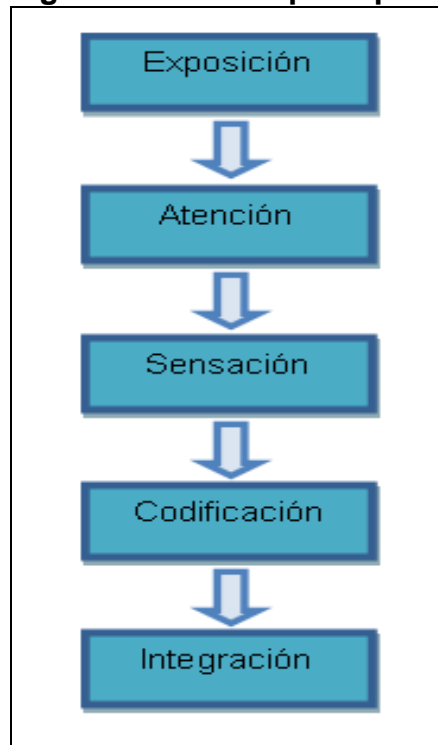 Exposición
Atención
Sensación
Codificación
Integración